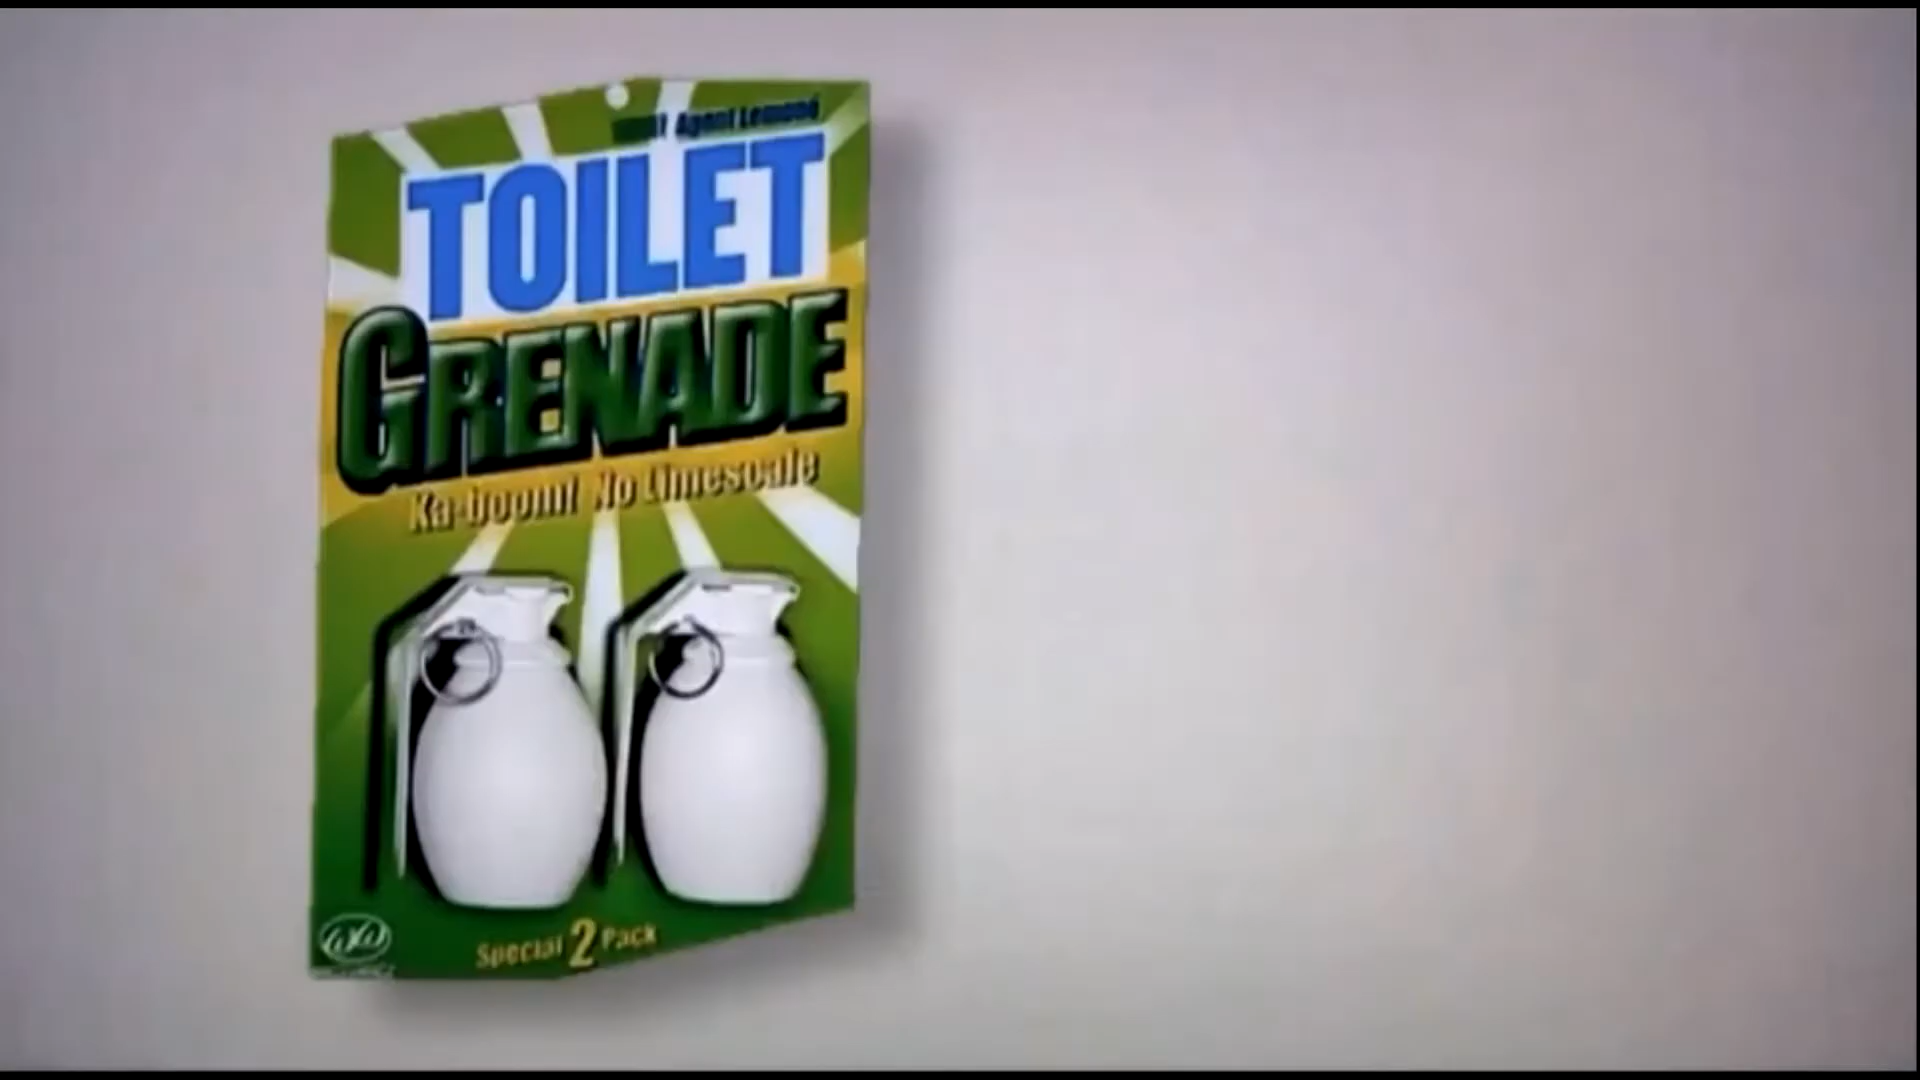 Agent Lemoné
TOILET
GRENADE
Ka-boom! No Limescale
Special 2 Pack